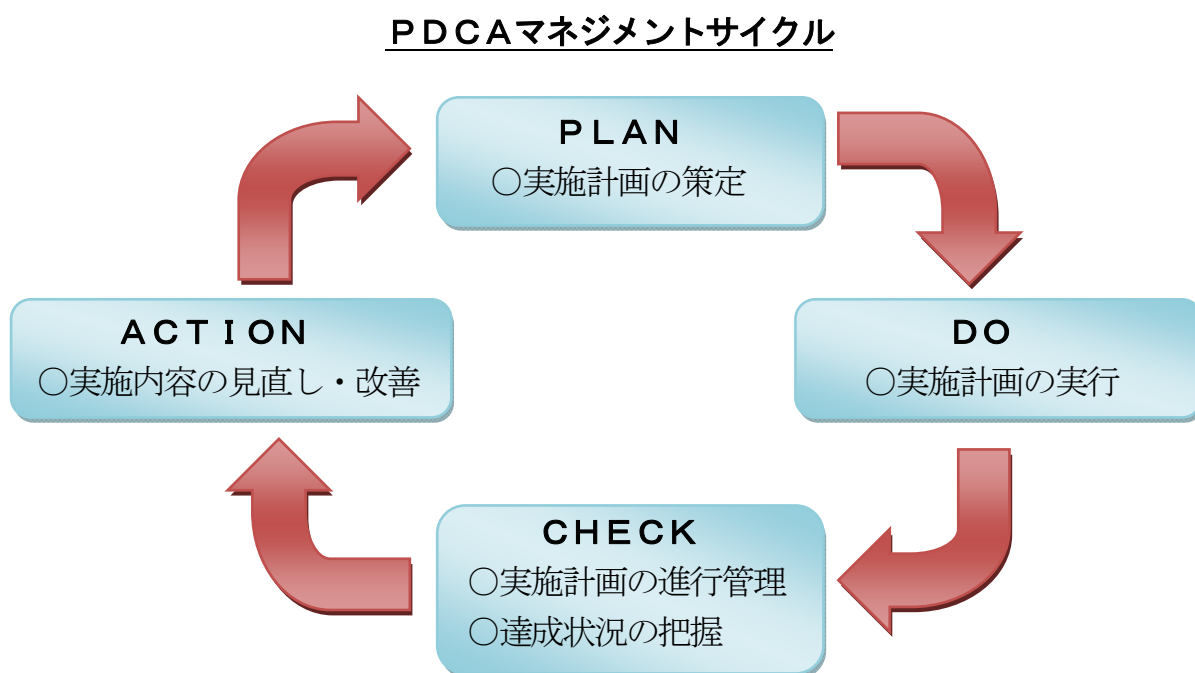 PDCAマネジメントサイクル
PLAN
○実施計画の策定
DO
○実施計画の実行
CHECK
○実施計画の進行管理
○達成状況の把握
ACTION
○実施内容の見直し・改善